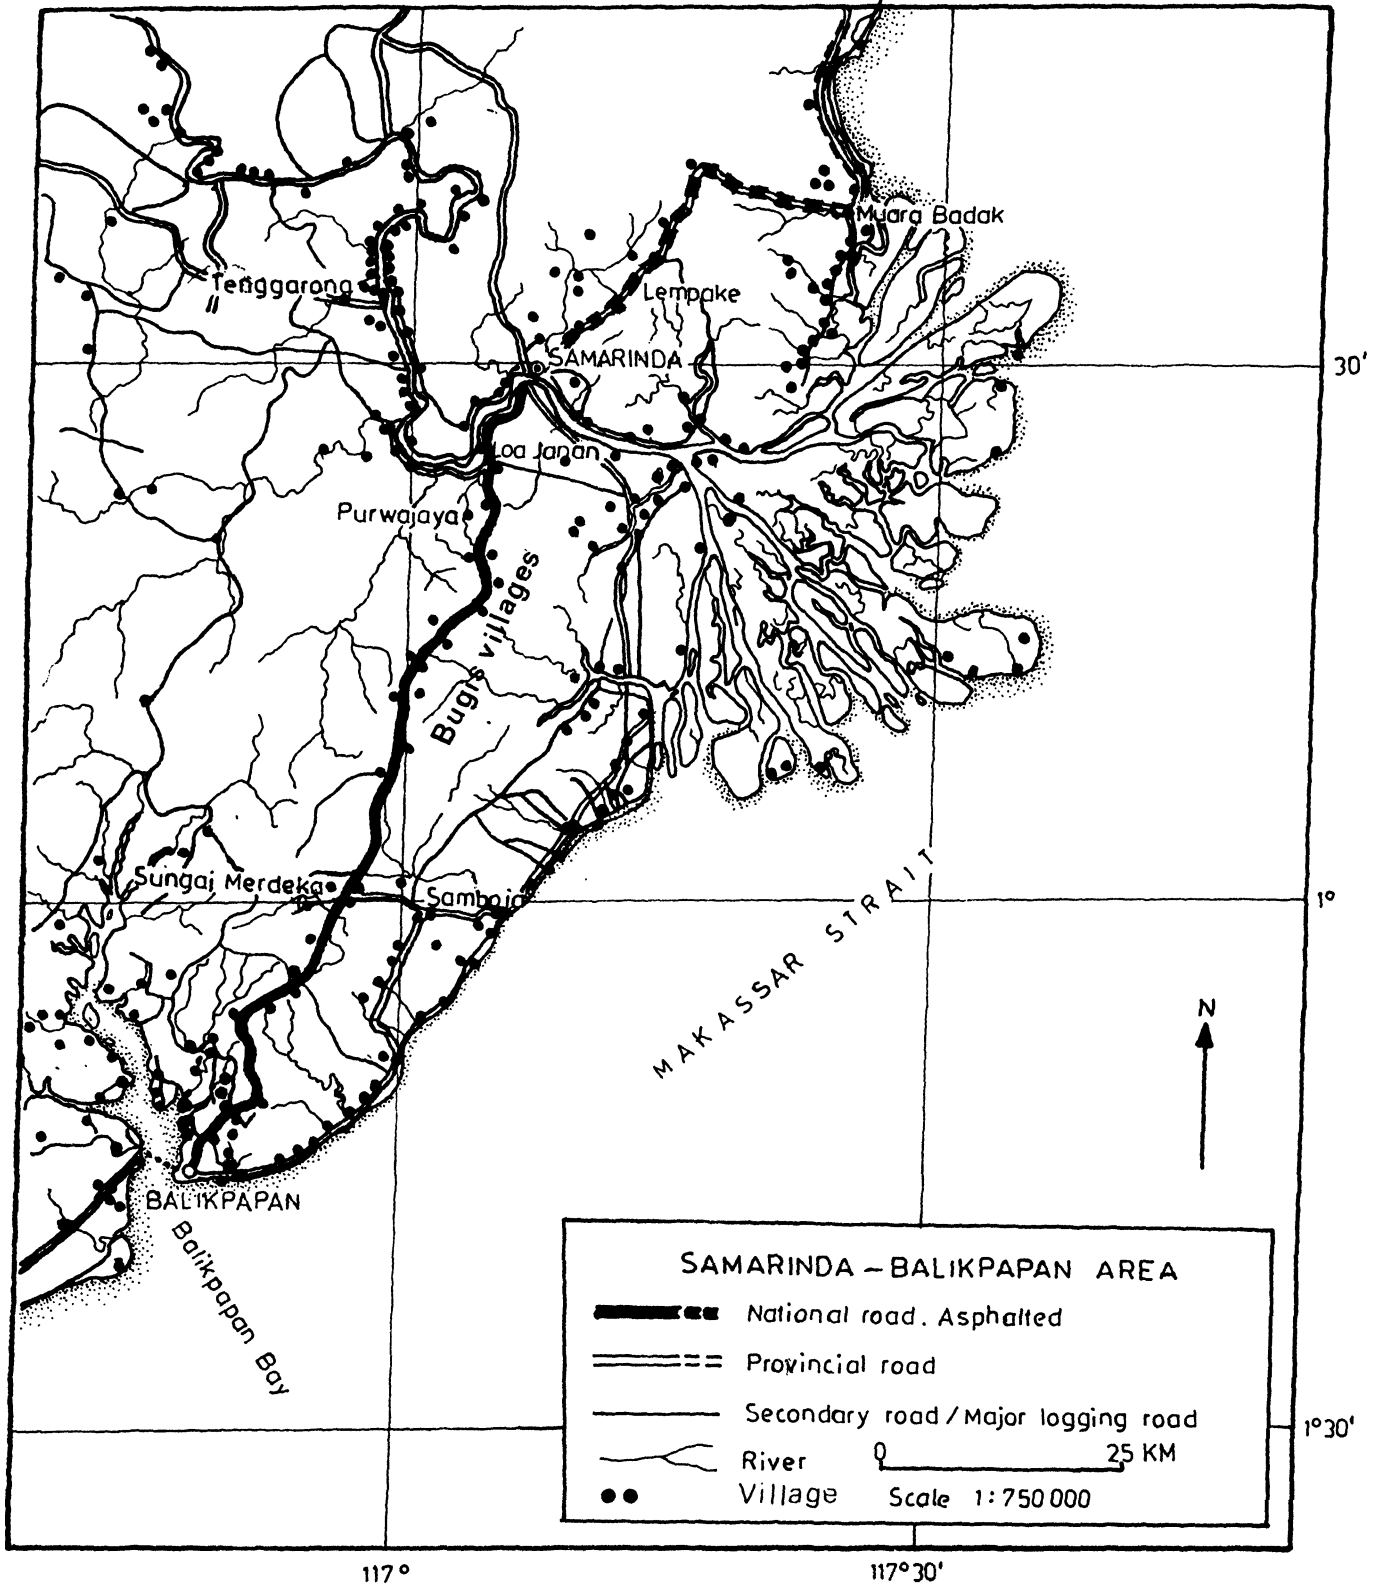 Muara Badak
Tenggarong
Lempake
SAMARINDA
30'
Loa Janan
Purwajaya
Bugis villages
Sungai Merdeka
Samboja
1°
MAKASSAR STRAIT
N
BALIKPAPAN
Balikpapan Bay
SAMARINDA – BALIKPAPAN AREA
National road. Asphalted
Provincial road
Secondary road / Major logging road
River
0 25 KM
Village
Scale 1:750 000
1°30'
117°
117°30'